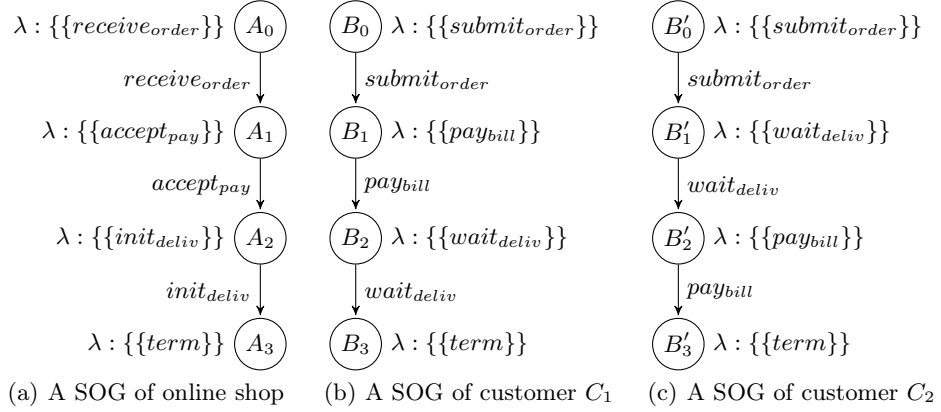 λ : {{receive_order}} A_0 B_0 λ : {{submit_order}} B'_0 λ : {{submit_order}}
receive_order submit_order submit_order
λ : {{accept_pay}} A_1 B_1 λ : {{pay_bill}} B'_1 λ : {{wait_deliv}}
accept_pay pay_bill wait_deliv
λ : {{init_deliv}} A_2 B_2 λ : {{wait_deliv}} B'_2 λ : {{pay_bill}}
init_deliv wait_deliv pay_bill
λ : {{term}} A_3 B_3 λ : {{term}} B'_3 λ : {{term}}
(a) A SOG of online shop (b) A SOG of customer C_1 (c) A SOG of customer C_2